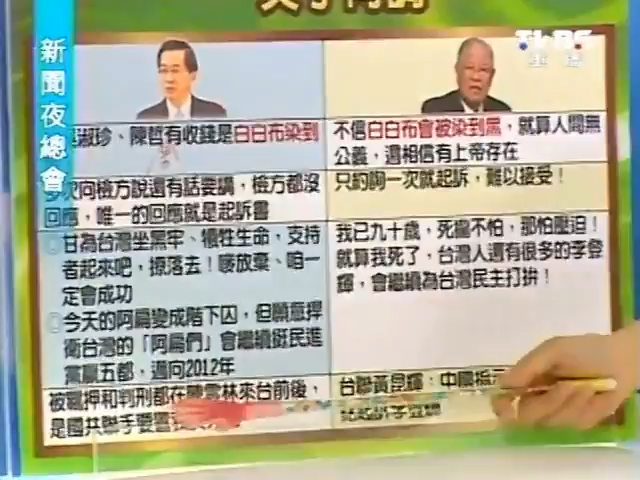 新聞夜總會
TVBS
淑珍、陳哲有收錢是白白布染到
次向檢方說還有話要講，檢方都沒
回應，唯一的回應就是起訴書
◎甘為台灣坐黑牢、犧牲生命，支持
者起來吧，撩落去！嘜放棄、咱一
定會成功
◎今天的阿扁變成階下囚，但願意捍
衛台灣的「阿扁們」會繼續挺民進
黨贏五都，邁向2012年
被羈押和判刑都在陳雲林來台前後，
是國共聯手要
不信白白布會被染到黑，就算人間無
公義，還相信有上帝存在
只約詢一次就起訴，難以接受！
我已九十歲，死攏不怕，那怕壓迫！
就算我死了，台灣人還有很多的李登
輝，會繼續為台灣民主打拚！
台聯黃昆輝：中國指